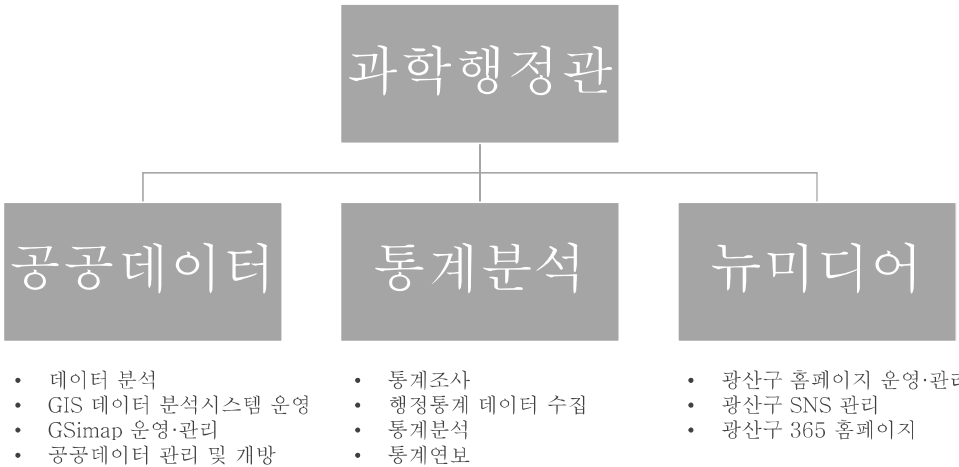 과학행정관
공공데이터
통계분석
뉴미디어
• 데이터 분석
• GIS 데이터 분석시스템 운영
• GSimap 운영·관리
• 공공데이터 관리 및 개방
• 통계조사
• 행정통계 데이터 수집
• 통계분석
• 통계연보
• 광산구 홈페이지 운영·관리
• 광산구 SNS 관리
• 광산구 365 홈페이지